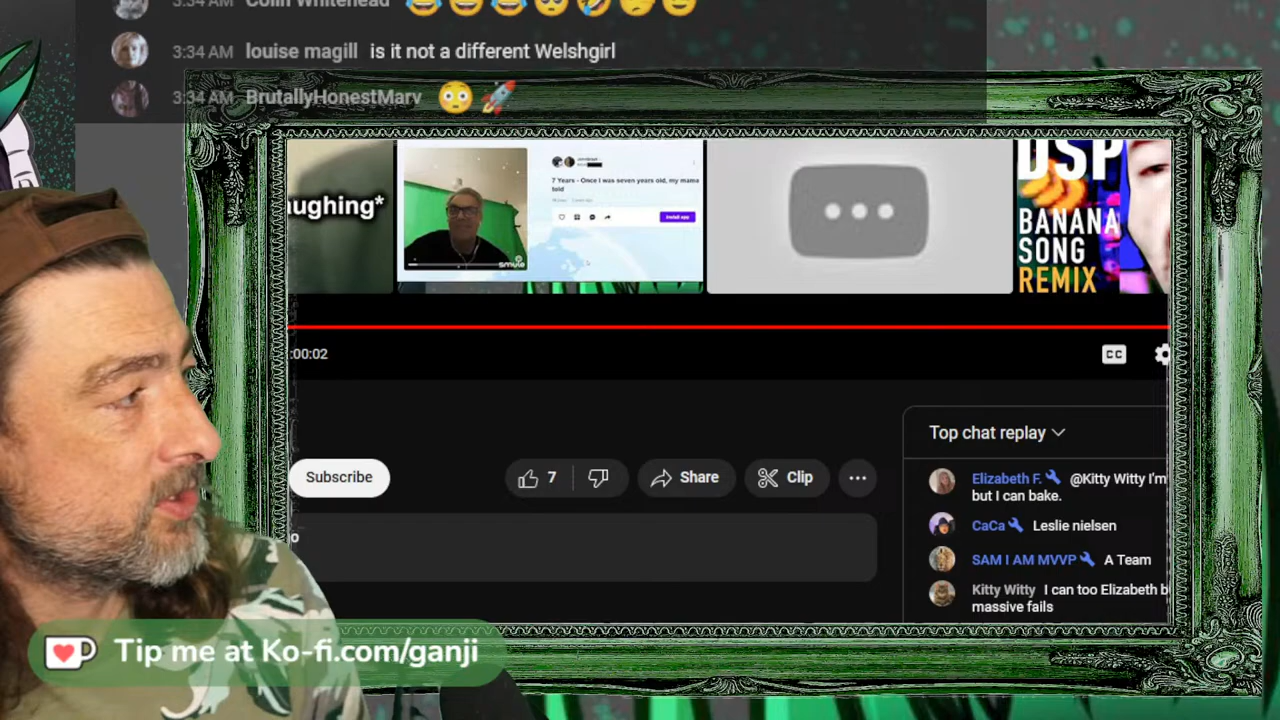 3:34 AM Colin Whitehead 😂😄😂🥺🤣😴😅
3:34 AM louise magill is it not a different Welshgirl
3:34 AM BrutallyHonestMarv 😳🚀
aughing*
7 Years - Once I was seven years old, my mama
told
Install app
smule
DSP
BANANA
SONG
REMIX
:00:02
CC
Top chat replay
Subscribe
7
Share
Clip
Elizabeth F. @Kitty Witty I'm
but I can bake.
CaCa Leslie nielsen
SAM I AM MVVP A Team
Kitty Witty I can too Elizabeth b
massive fails
o
Tip me at Ko-fi.com/ganji